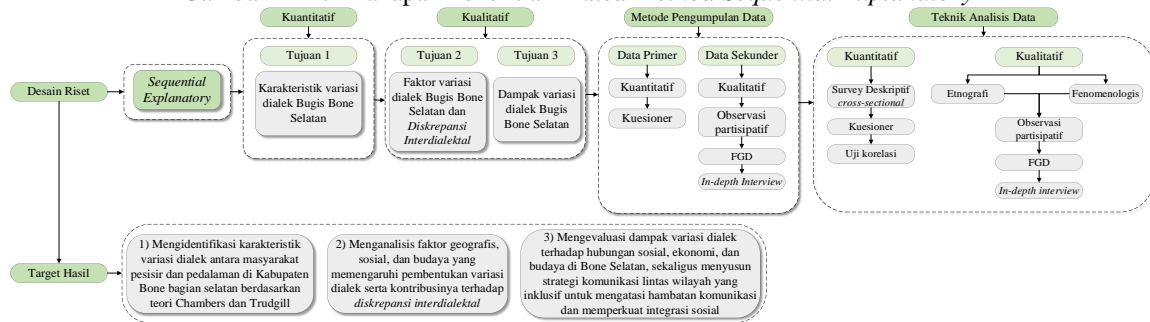 Kuantitatif
Kualitatif
Metode Pengumpulan Data
Teknik Analisis Data
Desain Riset
Sequential
Explanatory
Tujuan 1
Karakteristik variasi
dialek Bugis Bone
Selatan
Tujuan 2
Faktor variasi
dialek Bugis Bone
Selatan dan
Diskrepansi
Interdialektal
Tujuan 3
Dampak variasi
dialek Bugis
Bone Selatan
Data Primer
Kuantitatif
Kuesioner
Data Sekunder
Kualitatif
Observasi
partisipatif
FGD
In-depth Interview
Kuantitatif
Survey Deskriptif
cross-sectional
Kuesioner
Uji korelasi
Kualitatif
Etnografi
Fenomenologis
Observasi
partisipatif
FGD
In-depth interview
Target Hasil
1) Mengidentifikasi karakteristik
variasi dialek antara masyarakat
pesisir dan pedalaman di Kabupaten
Bone bagian selatan berdasarkan
teori Chambers dan Trudgill
2) Menganalisis faktor geografis,
sosial, dan budaya yang
memengaruhi pembentukan variasi
dialek serta kontribusinya terhadap
diskrepansi interdialektal
3) Mengevaluasi dampak variasi dialek
terhadap hubungan sosial, ekonomi, dan
budaya di Bone Selatan, sekaligus menyusun
strategi komunikasi lintas wilayah yang
inklusif untuk mengatasi hambatan komunikasi
dan memperkuat integrasi sosial